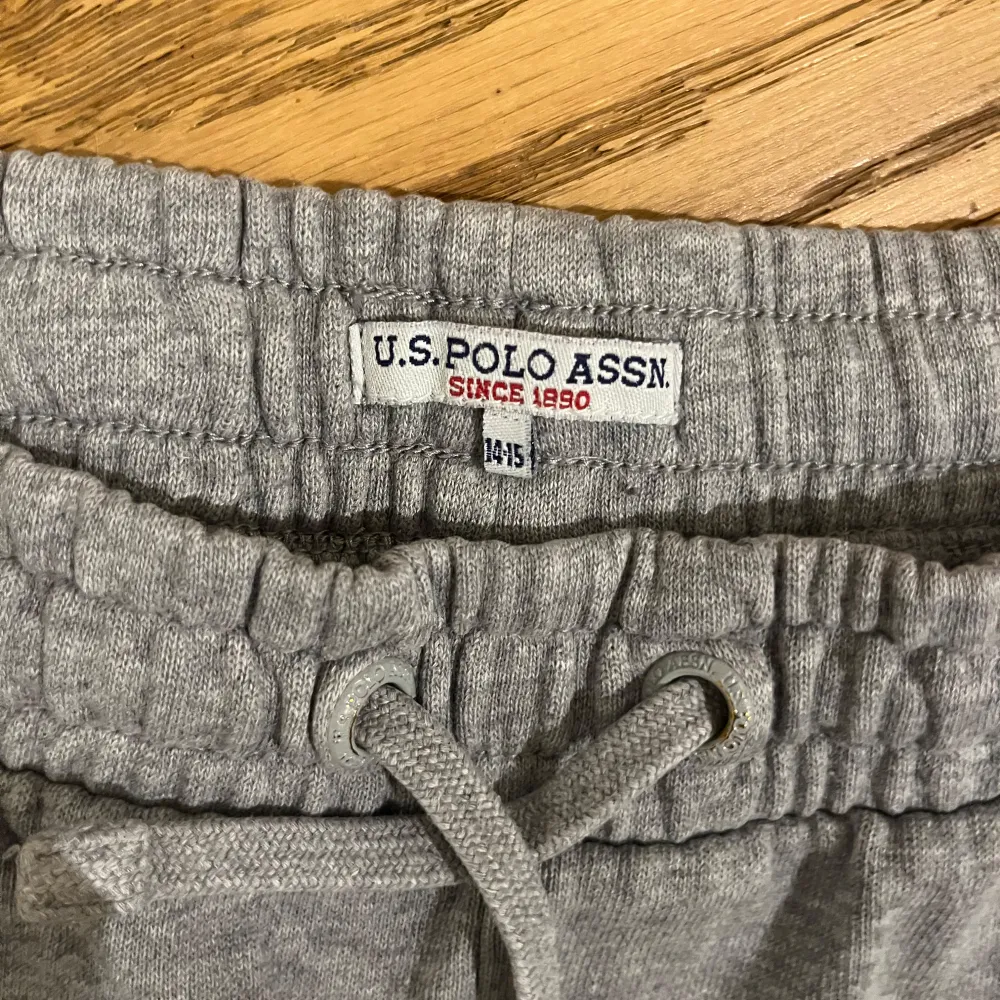 U.S. POLO ASSN.
SINCE 1890
14-15